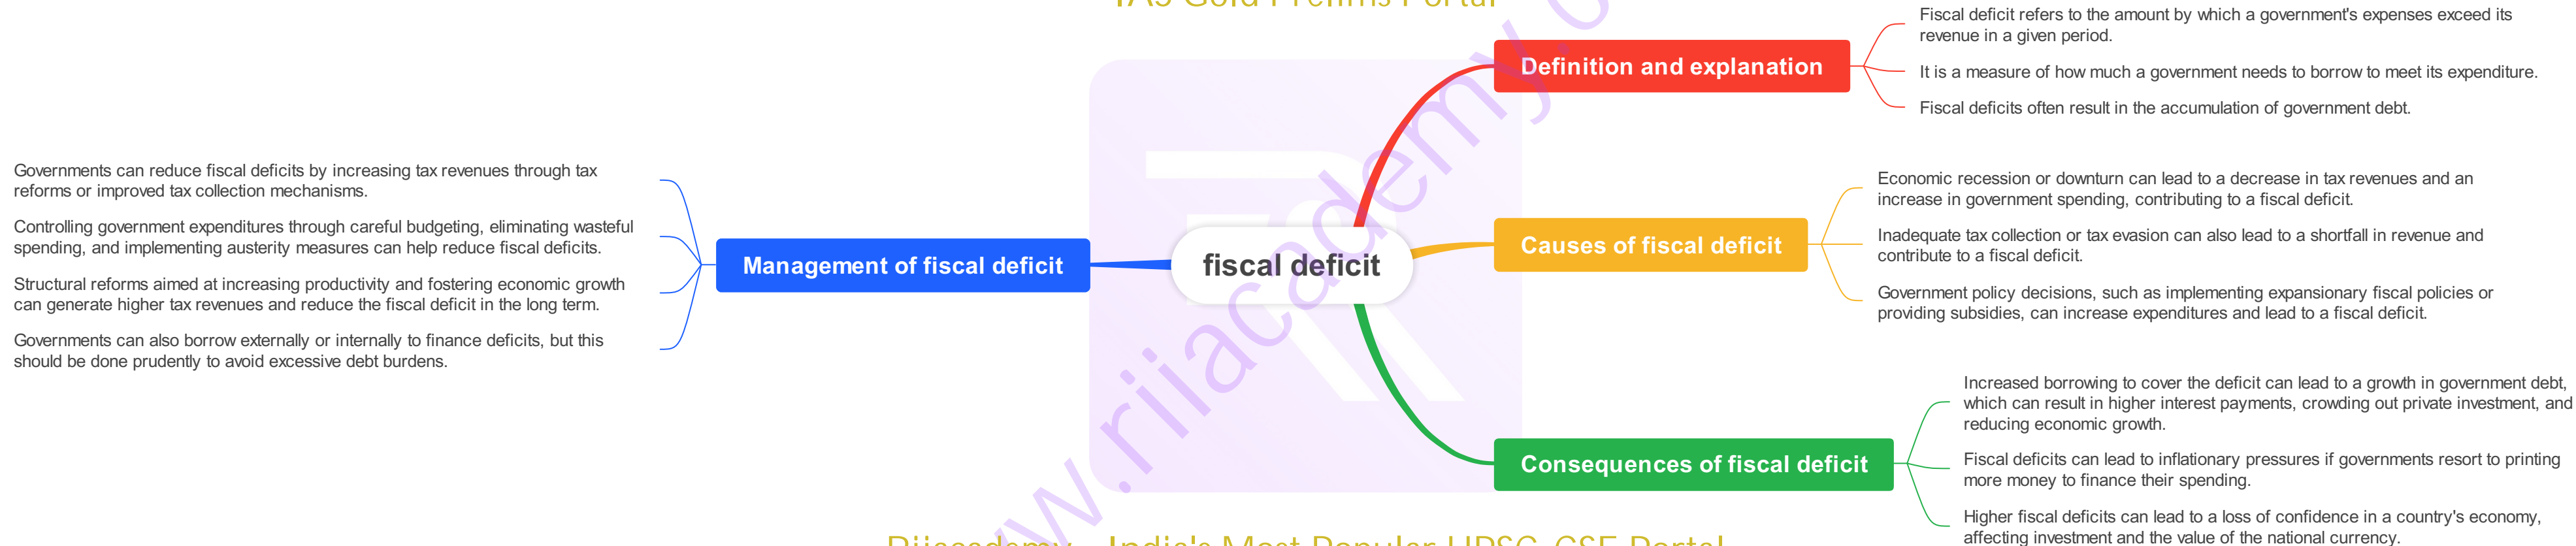 IAS Gold Prelims Portal
Definition and explanation
Fiscal deficit refers to the amount by which a government's expenses exceed its
revenue in a given period.
It is a measure of how much a government needs to borrow to meet its expenditure.
Fiscal deficits often result in the accumulation of government debt.
Causes of fiscal deficit
Economic recession or downturn can lead to a decrease in tax revenues and an
increase in government spending, contributing to a fiscal deficit.
Inadequate tax collection or tax evasion can also lead to a shortfall in revenue and
contribute to a fiscal deficit.
Government policy decisions, such as implementing expansionary fiscal policies or
providing subsidies, can increase expenditures and lead to a fiscal deficit.
fiscal deficit
Consequences of fiscal deficit
Increased borrowing to cover the deficit can lead to a growth in government debt,
which can result in higher interest payments, crowding out private investment, and
reducing economic growth.
Fiscal deficits can lead to inflationary pressures if governments resort to printing
more money to finance their spending.
Higher fiscal deficits can lead to a loss of confidence in a country's economy,
affecting investment and the value of the national currency.
Management of fiscal deficit
Governments can reduce fiscal deficits by increasing tax revenues through tax
reforms or improved tax collection mechanisms.
Controlling government expenditures through careful budgeting, eliminating wasteful
spending, and implementing austerity measures can help reduce fiscal deficits.
Structural reforms aimed at increasing productivity and fostering economic growth
can generate higher tax revenues and reduce the fiscal deficit in the long term.
Governments can also borrow externally or internally to finance deficits, but this
should be done prudently to avoid excessive debt burdens.
India's Most Popular UPSC-CSE Portal